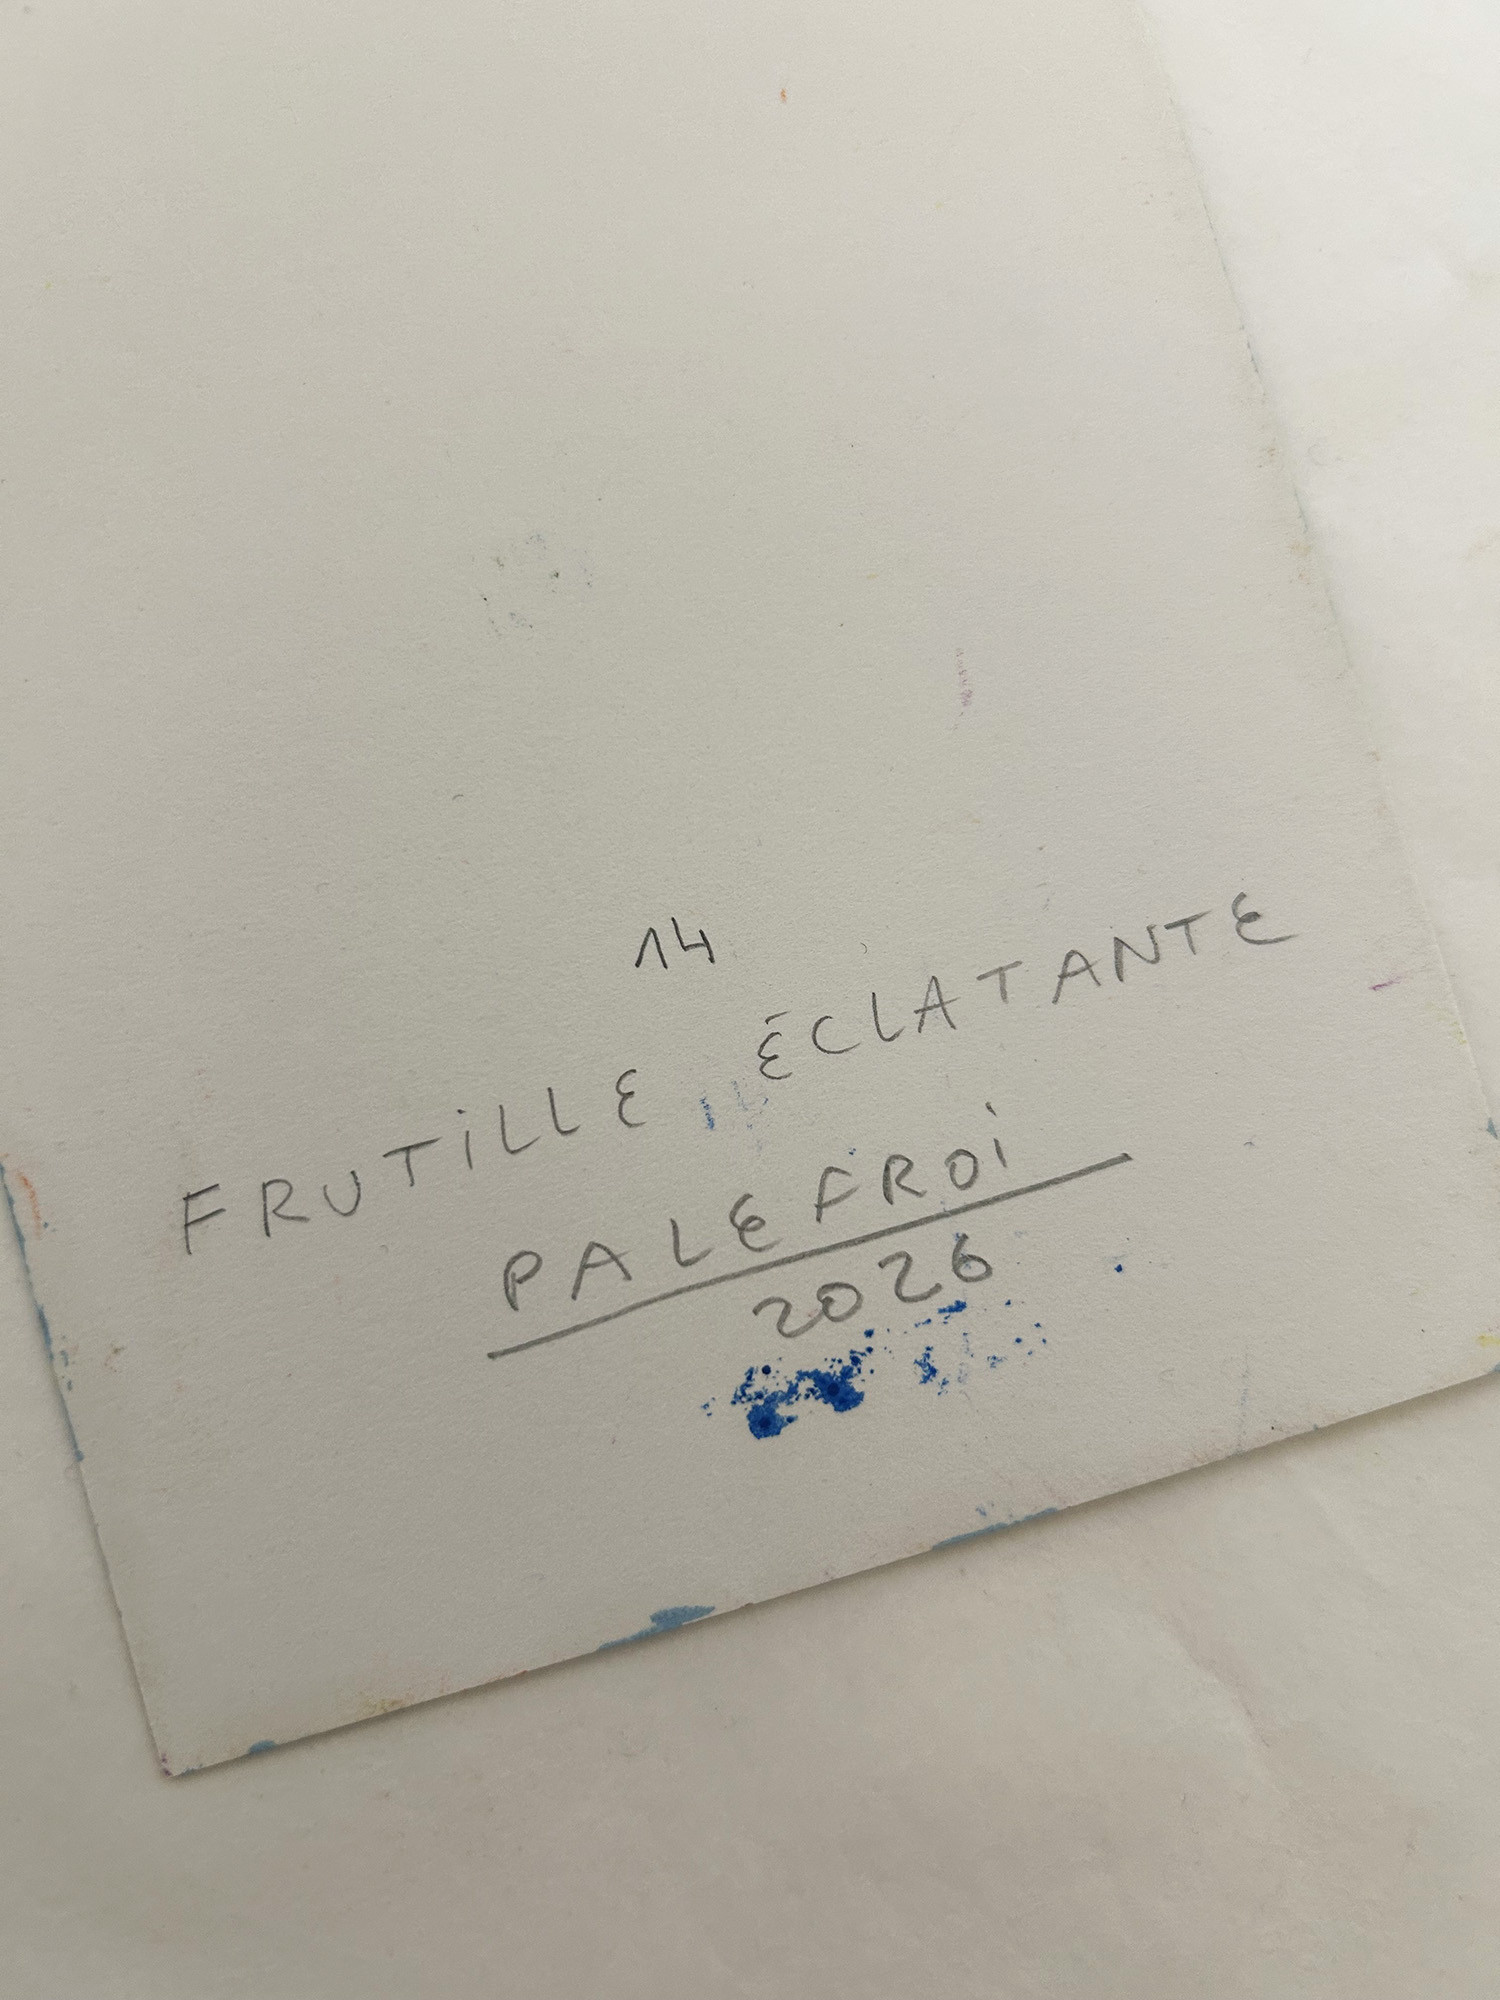 14
FRUTiLLE ÉCLATANTE
PALEFROi
2026